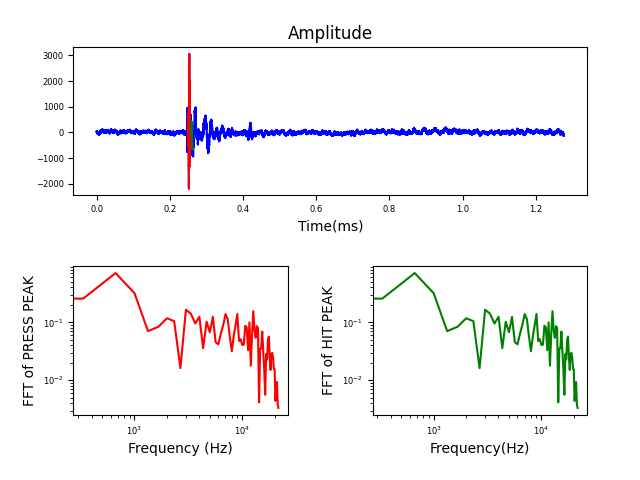 Amplitude
3000
2000
1000
0
−1000
−2000
0.0 0.2 0.4 0.6 0.8 1.0 1.2
Time(ms)
FFT of PRESS PEAK
10⁻¹
10⁻²
10³ 10⁴
Frequency (Hz)
FFT of HIT PEAK
10⁻¹
10⁻²
10³ 10⁴
Frequency(Hz)